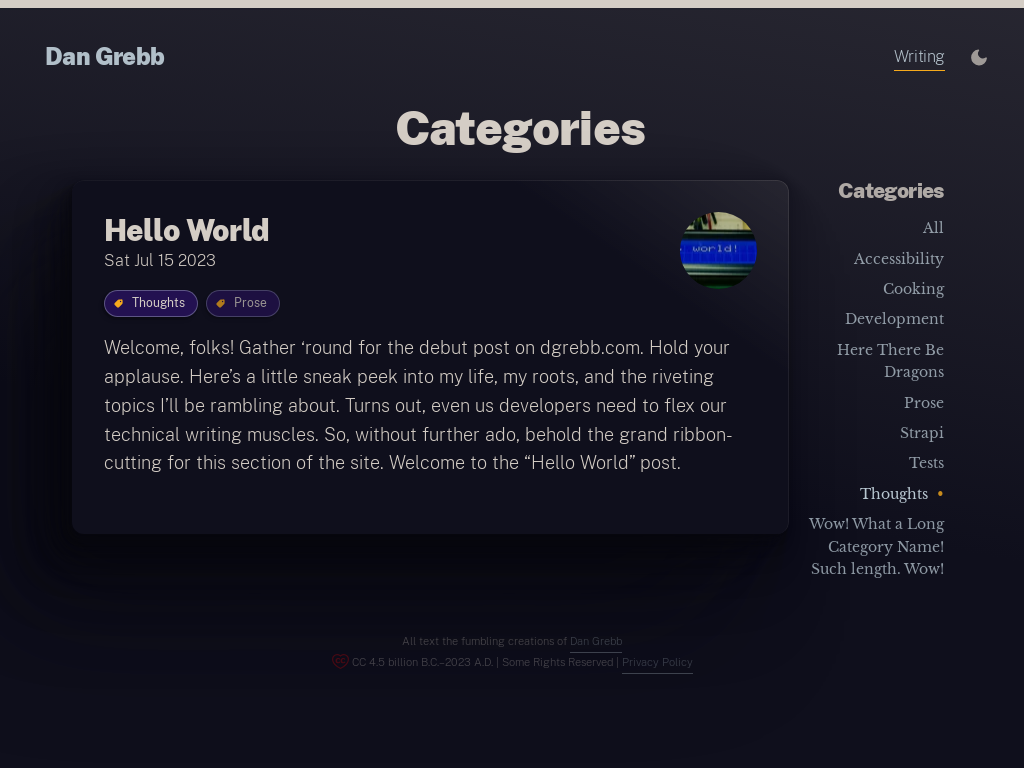 Dan Grebb
Writing
Categories
Hello World
Sat Jul 15 2023
world!
Thoughts
Prose
Welcome, folks! Gather ‘round for the debut post on dgrebb.com. Hold your
applause. Here’s a little sneak peek into my life, my roots, and the riveting
topics I’ll be rambling about. Turns out, even us developers need to flex our
technical writing muscles. So, without further ado, behold the grand ribbon-
cutting for this section of the site. Welcome to the “Hello World” post.
Categories
All
Accessibility
Cooking
Development
Here There Be
Dragons
Prose
Strapi
Tests
Thoughts •
Wow! What a Long
Category Name!
Such length. Wow!
All text the fumbling creations of Dan Grebb
CC 4.5 billion B.C.–2023 A.D. | Some Rights Reserved | Privacy Policy